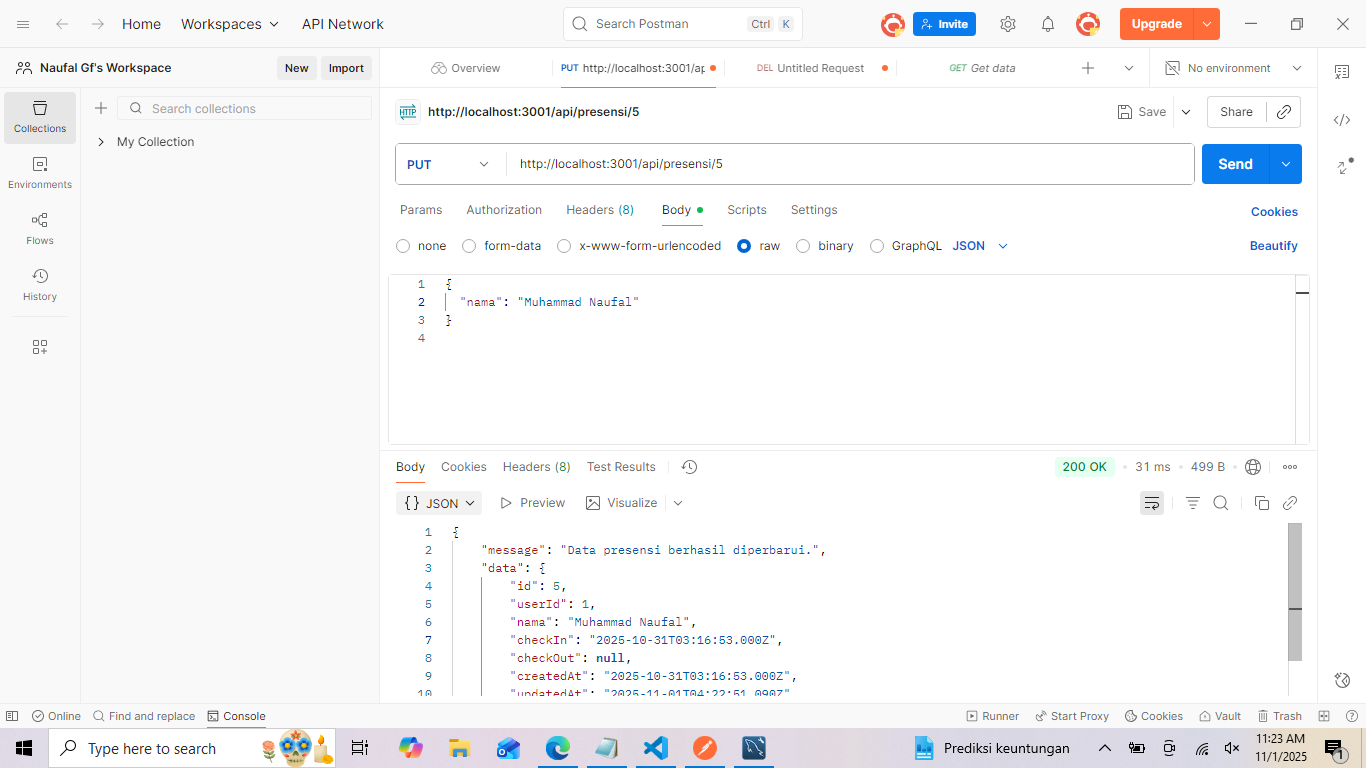 Home Workspaces API Network Search Postman Ctrl K Invite Upgrade
Naufal Gf's Workspace New Import Overview PUT http://localhost:3001/ap DEL Untitled Request GET Get data No environment
Collections
Environments
Flows
History
Search collections
My Collection
HTTP http://localhost:3001/api/presensi/5 Save Share
PUT http://localhost:3001/api/presensi/5 Send
Params Authorization Headers (8) Body Scripts Settings Cookies
none form-data x-www-form-urlencoded raw binary GraphQL JSON Beautify
1 {
2 "nama": "Muhammad Naufal"
3 }
4
Body Cookies Headers (8) Test Results 200 OK • 31 ms • 499 B
{} JSON Preview Visualize
1 {
2 "message": "Data presensi berhasil diperbarui.",
3 "data": {
4 "id": 5,
5 "userId": 1,
6 "nama": "Muhammad Naufal",
7 "checkIn": "2025-10-31T03:16:53.000Z",
8 "checkOut": null,
9 "createdAt": "2025-10-31T03:16:53.000Z",
10 "updatedAt": "2025-11-01T04:22:51.090Z"
Online Find and replace Console Runner Start Proxy Cookies Vault Trash
Type here to search Prediksi keuntungan 11:23 AM
11/1/2025 1